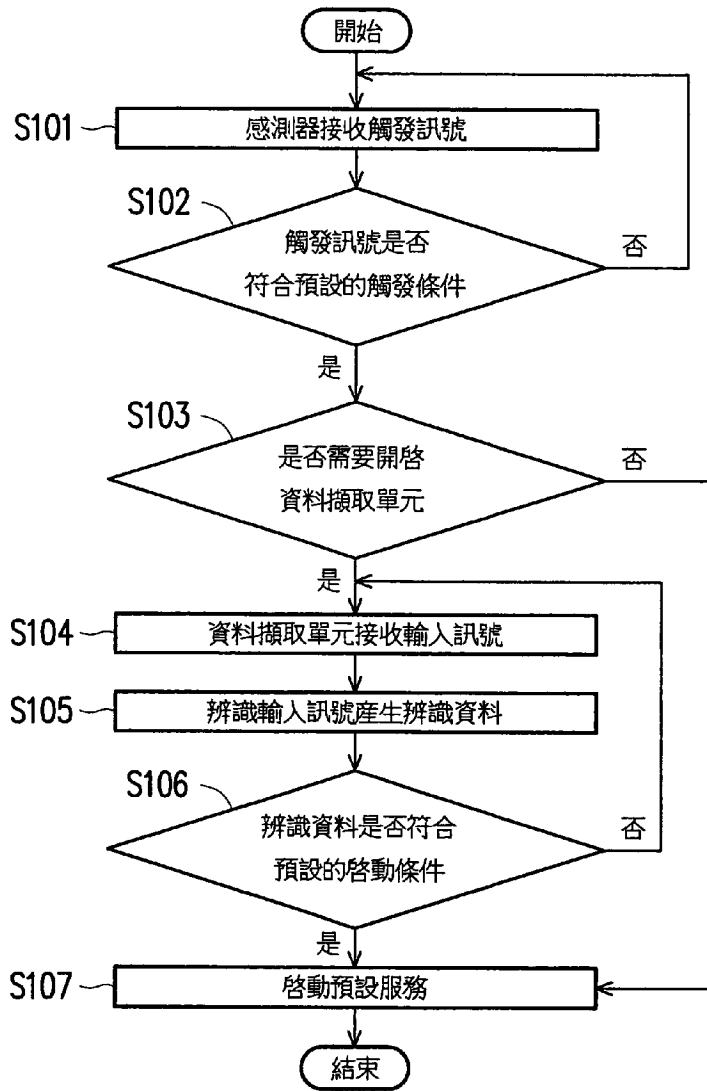 開始
S101
感測器接收觸發訊號
S102
觸發訊號是否
符合預設的觸發條件
否
是
S103
是否需要開啓
資料擷取單元
否
是
S104
資料擷取單元接收輸入訊號
S105
辨識輸入訊號產生辨識資料
S106
辨識資料是否符合
預設的啓動條件
否
是
S107
啓動預設服務
結束